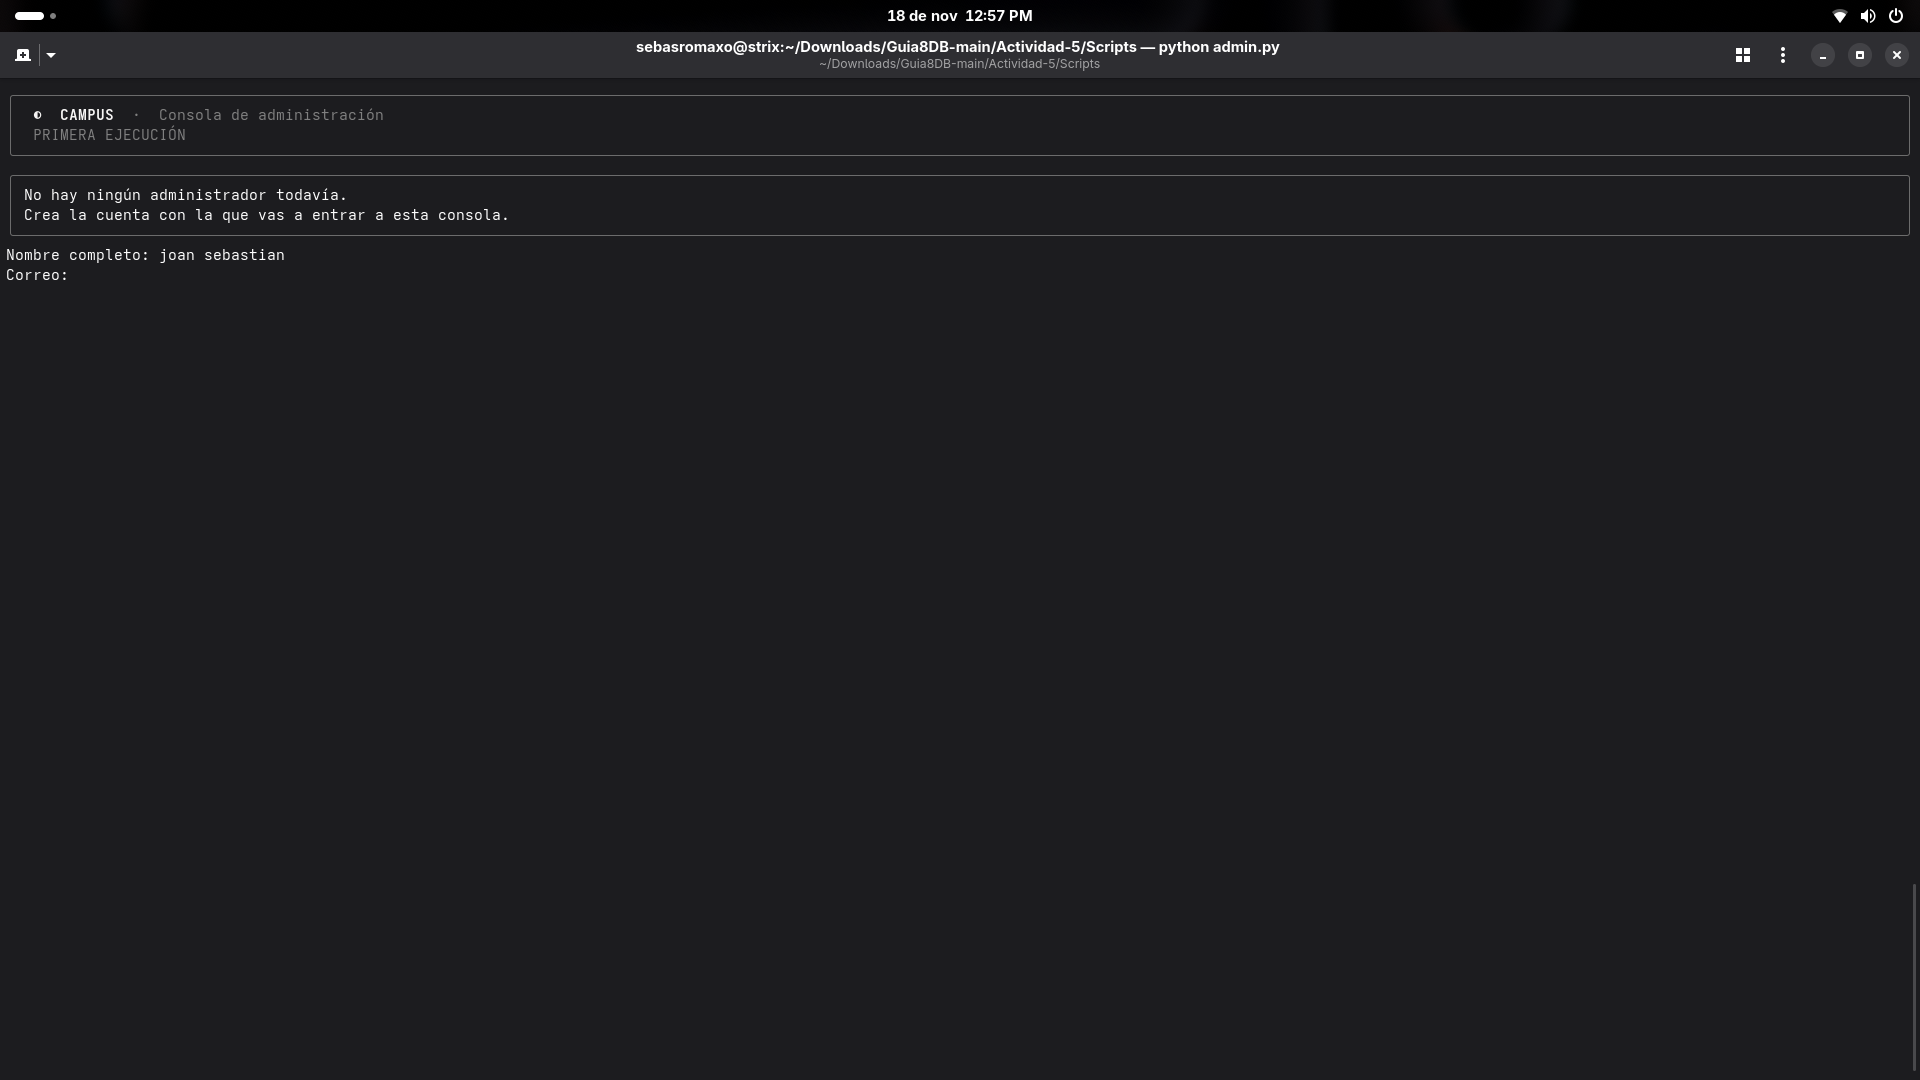 18 de nov 12:57 PM
sebasromaxo@strix:~/Downloads/Guia8DB-main/Actividad-5/Scripts — python admin.py
~/Downloads/Guia8DB-main/Actividad-5/Scripts
CAMPUS · Consola de administración
PRIMERA EJECUCIÓN
No hay ningún administrador todavía.
Crea la cuenta con la que vas a entrar a esta consola.
Nombre completo: joan sebastian
Correo: